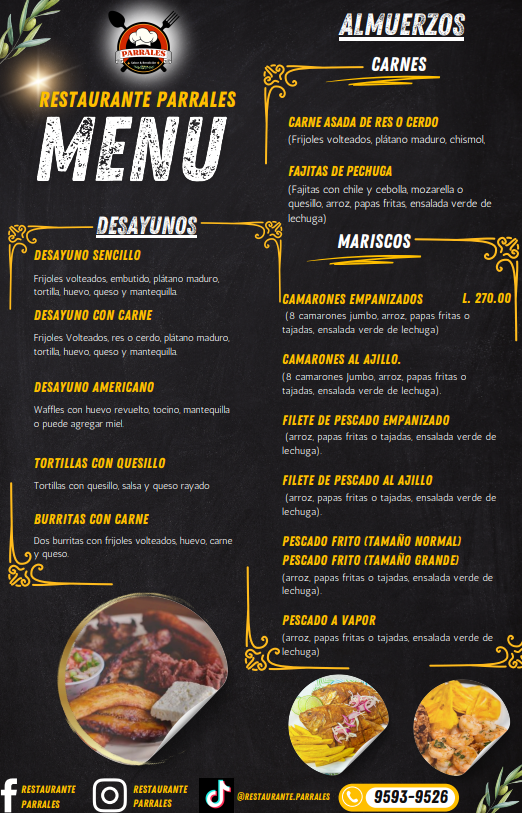 PARRALES
RESTAURANTE PARRALES
MENU
DESAYUNOS
DESAYUNO SENCILLO
Frijoles volteados, embutido, plátano maduro,
tortilla, huevo, queso y mantequilla.
DESAYUNO CON CARNE
Frijoles Volteados, res o cerdo, plátano maduro,
tortilla, huevo, queso y mantequilla.
DESAYUNO AMERICANO
Waffles con huevo revuelto, tocino, mantequilla
o puede agregar miel.
TORTILLAS CON QUESILLO
Tortillas con quesillo, salsa y queso rayado
BURRITAS CON CARNE
Dos burritas con frijoles volteados, huevo, carne
y queso.
ALMUERZOS
CARNES
CARNE ASADA DE RES O CERDO
(Frijoles volteados, plátano maduro, chismol,
FAJITAS DE PECHUGA
(Fajitas con chile y cebolla, mozarella o
quesillo, arroz, papas fritas, ensalada verde de
lechuga)
MARISCOS
CAMARONES EMPANIZADOS L. 270.00
(8 camarones jumbo, arroz, papas fritas o
tajadas, ensalada verde de lechuga)
CAMARONES AL AJILLO.
(8 camarones Jumbo, arroz, papas fritas o
tajadas, ensalada verde de lechuga).
FILETE DE PESCADO EMPANIZADO
(arroz, papas fritas o tajadas, ensalada verde de
lechuga).
FILETE DE PESCADO AL AJILLO
(arroz, papas fritas o tajadas, ensalada verde de
lechuga).
PESCADO FRITO (TAMAÑO NORMAL)
PESCADO FRITO (TAMAÑO GRANDE)
(arroz, papas fritas o tajadas, ensalada verde de
lechuga).
PESCADO A VAPOR
(arroz, papas fritas o tajadas, ensalada verde de
lechuga)
RESTAURANTE
PARRALES
RESTAURANTE
PARRALES
@RESTAURANTE.PARRALES
9593-9526